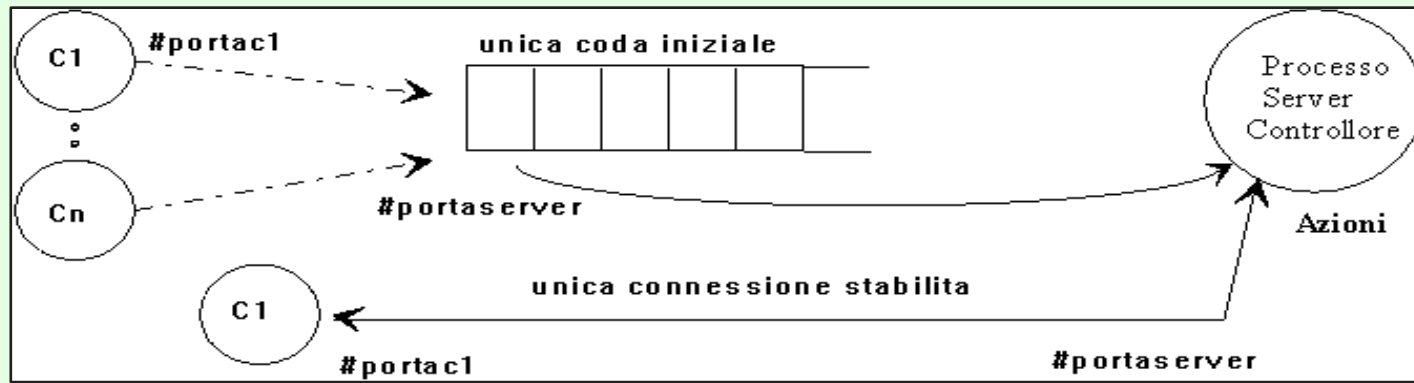 C1
#portac1
unica coda iniziale
Processo
Server
Controllore
Cn
#portaserver
Azioni
C1
unica connessione stabilita
#portac1
#portaserver